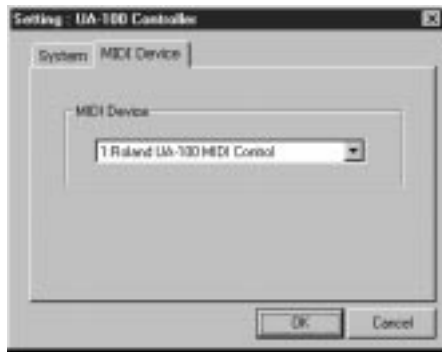 Setting : UA-100 Controller
System MIDI Device
MIDI Device
1 Roland UA-100 MIDI Control
OK Cancel